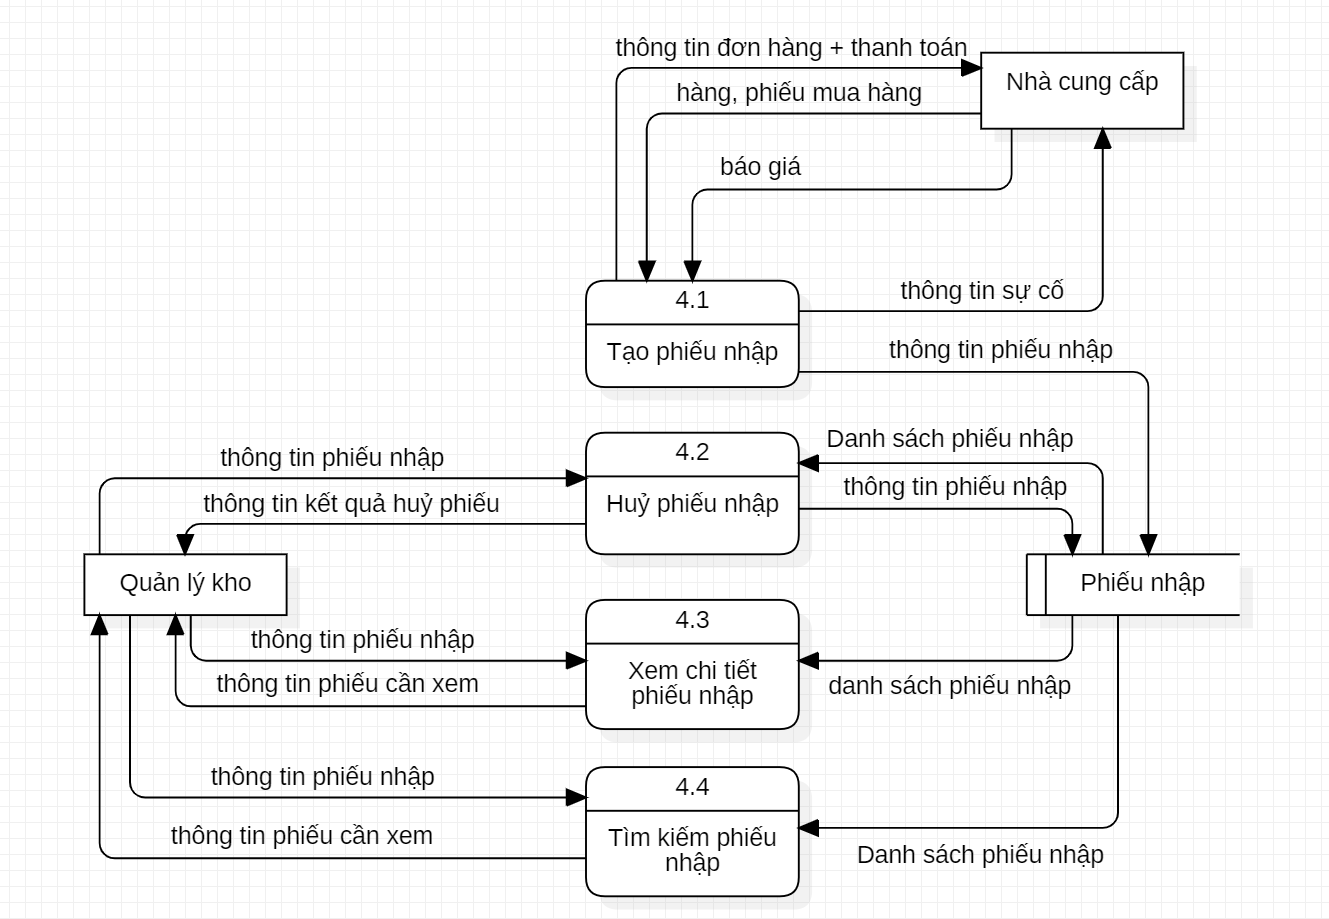 thông tin đơn hàng + thanh toán
Nhà cung cấp
hàng, phiếu mua hàng
báo giá
4.1
thông tin sự cố
Tạo phiếu nhập
thông tin phiếu nhập
Danh sách phiếu nhập
4.2
thông tin phiếu nhập
thông tin phiếu nhập
thông tin kết quả huỷ phiếu
Huỷ phiếu nhập
Quản lý kho
Phiếu nhập
4.3
thông tin phiếu nhập
Xem chi tiết
phiếu nhập
thông tin phiếu cần xem
danh sách phiếu nhập
thông tin phiếu nhập
4.4
thông tin phiếu cần xem
Tìm kiếm phiếu
nhập
Danh sách phiếu nhập